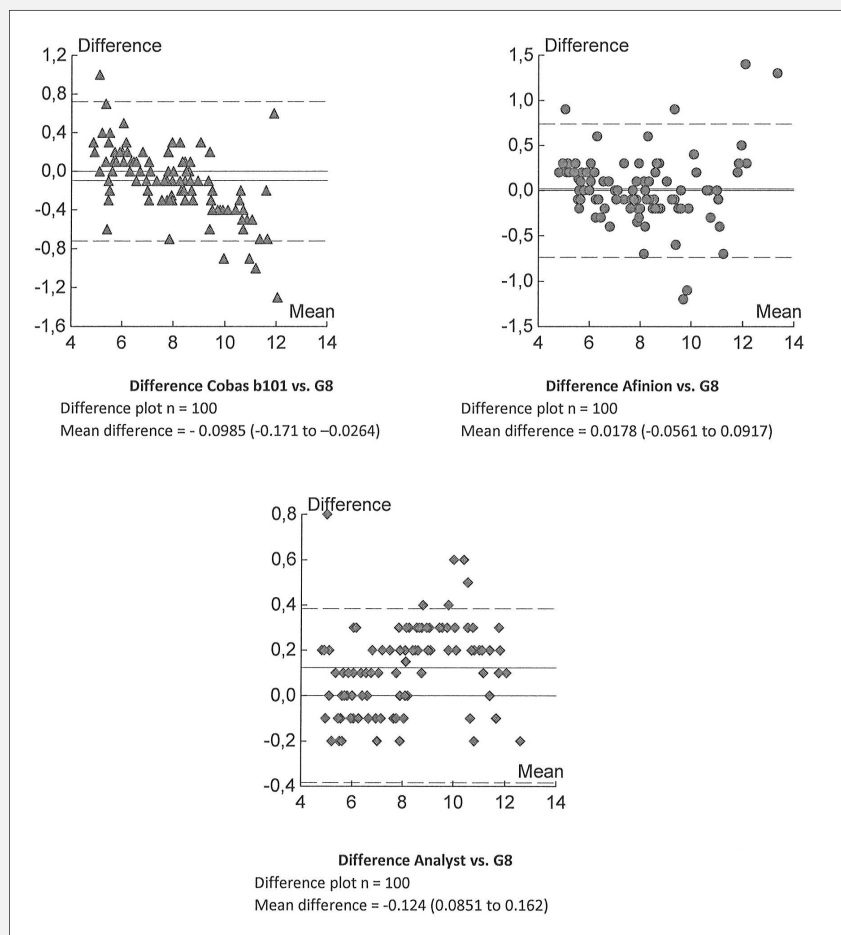 Difference
1,2
0,8
0,4
0,0
-0,4
-0,8
-1,2
-1,6
Mean
4 6 8 10 12 14
Difference Cobas b101 vs. G8
Difference plot n = 100
Mean difference = - 0.0985 (-0.171 to –0.0264)
Difference
1,5
1,0
0,5
0,0
-0,5
-1,0
-1,5
Mean
4 6 8 10 12 14
Difference Afinion vs. G8
Difference plot n = 100
Mean difference = 0.0178 (-0.0561 to 0.0917)
Difference
0,8
0,6
0,4
0,2
0,0
-0,2
-0,4
Mean
4 6 8 10 12 14
Difference Analyst vs. G8
Difference plot n = 100
Mean difference = -0.124 (0.0851 to 0.162)